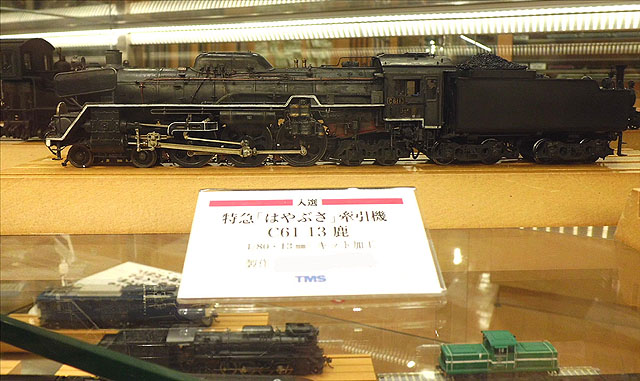 入選
特急「はやぶさ」牽引機
C61 13 鹿
1/80・13㎜ キット加工
製作
TMS